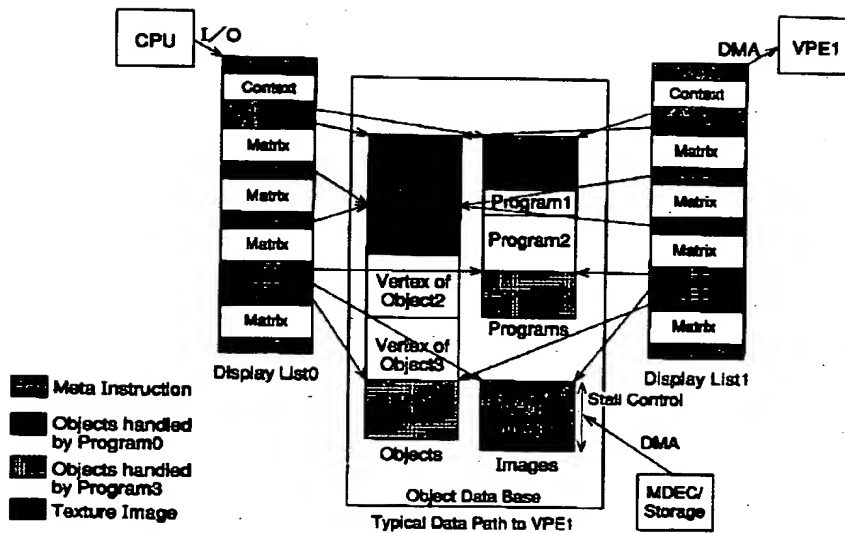 CPU
I/O
DMA
VPE1
Context
Matrix
Matrix
Matrix
Matrix
Display List0
Program1
Program2
Programs
Vertex of
Object2
Vertex of
Object3
Objects
Images
Object Data Base
Typical Data Path to VPE1
Context
Matrix
Matrix
Matrix
Matrix
Display List1
Stall Control
DMA
MDEC/
Storage
Meta Instruction
Objects handled
by Program0
Objects handled
by Program3
Texture Image